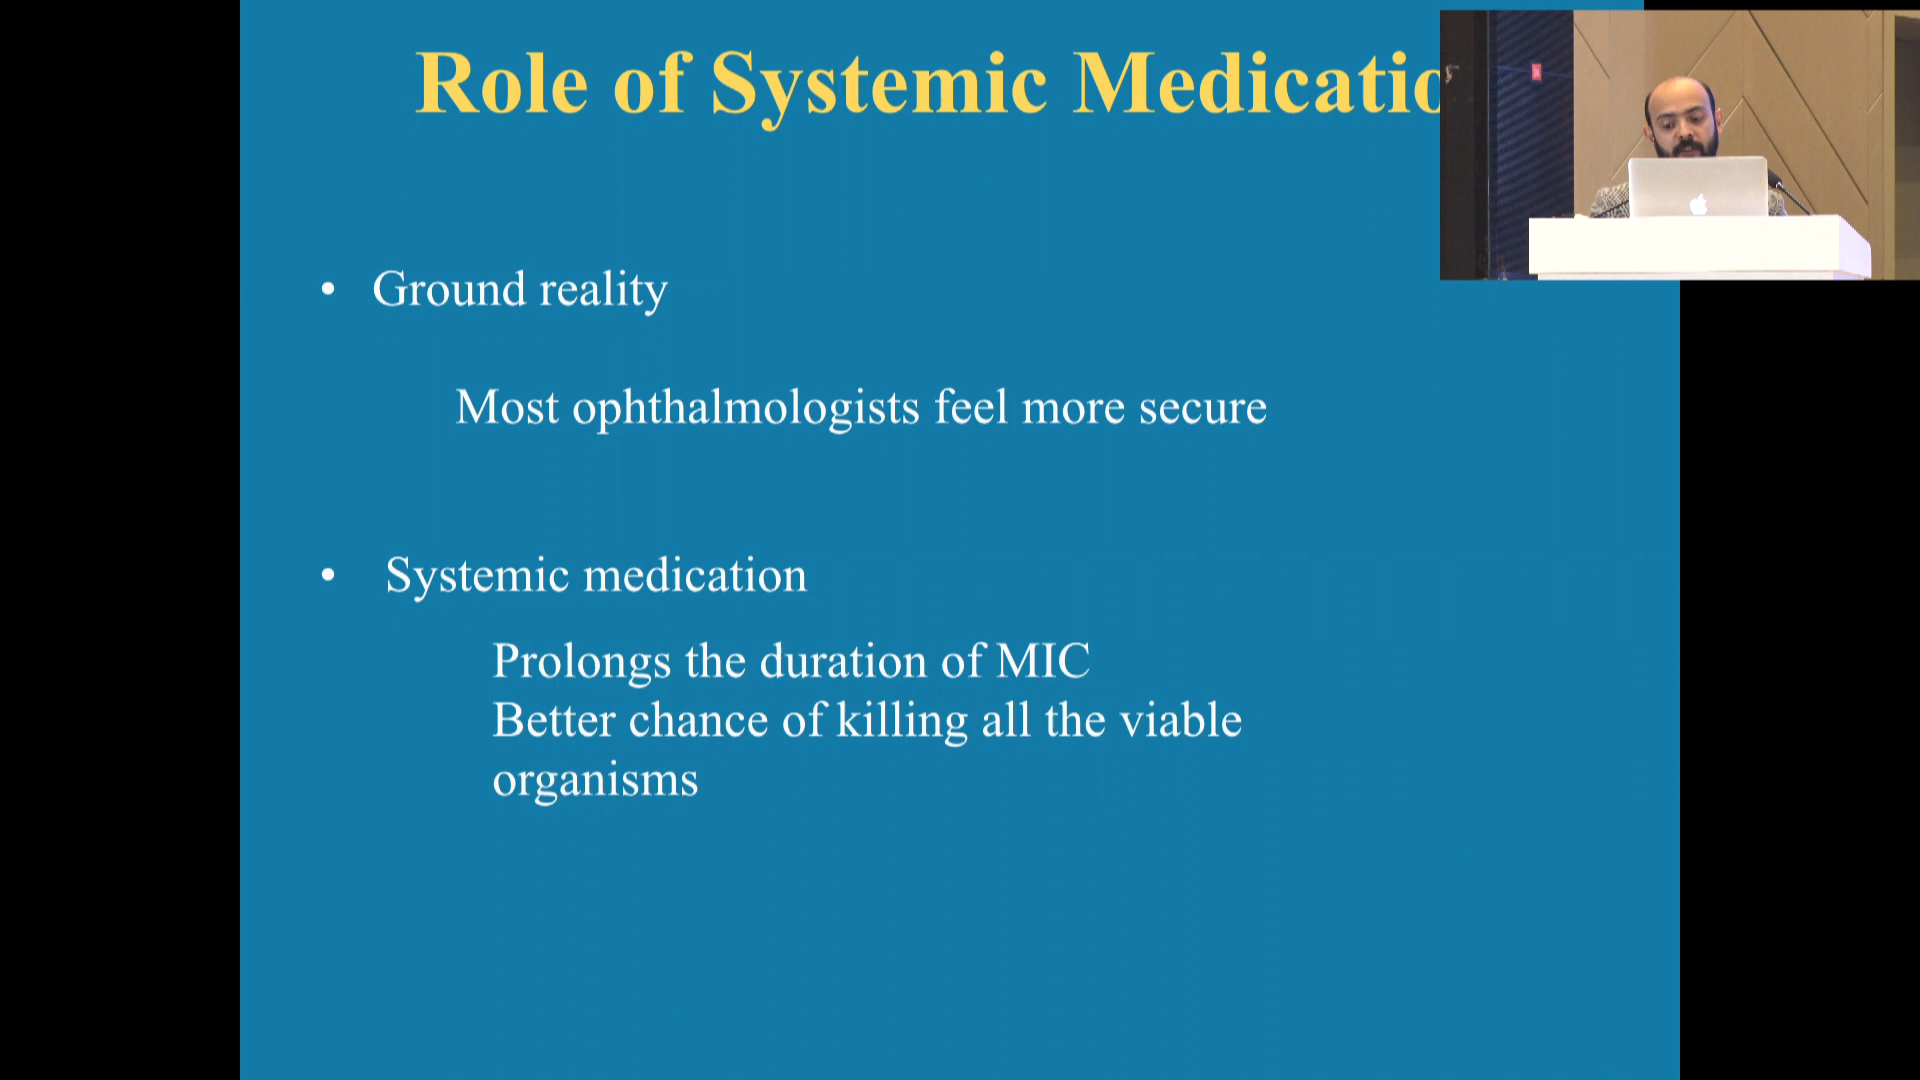 Role of Systemic Medicatio
• Ground reality
Most ophthalmologists feel more secure
• Systemic medication
Prolongs the duration of MIC
Better chance of killing all the viable
organisms